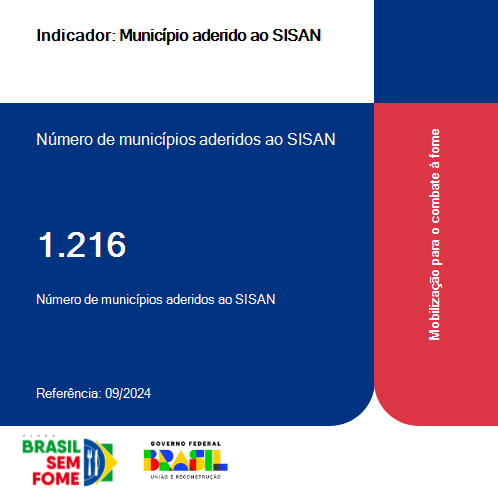 Indicador: Município aderido ao SISAN
Número de municípios aderidos ao SISAN
1.216
Número de municípios aderidos ao SISAN
Referência: 09/2024
Mobilização para o combate à fome
PLANO
BRASIL
SEM
FOME
GOVERNO FEDERAL
BRASIL
UNIÃO E RECONSTRUÇÃO